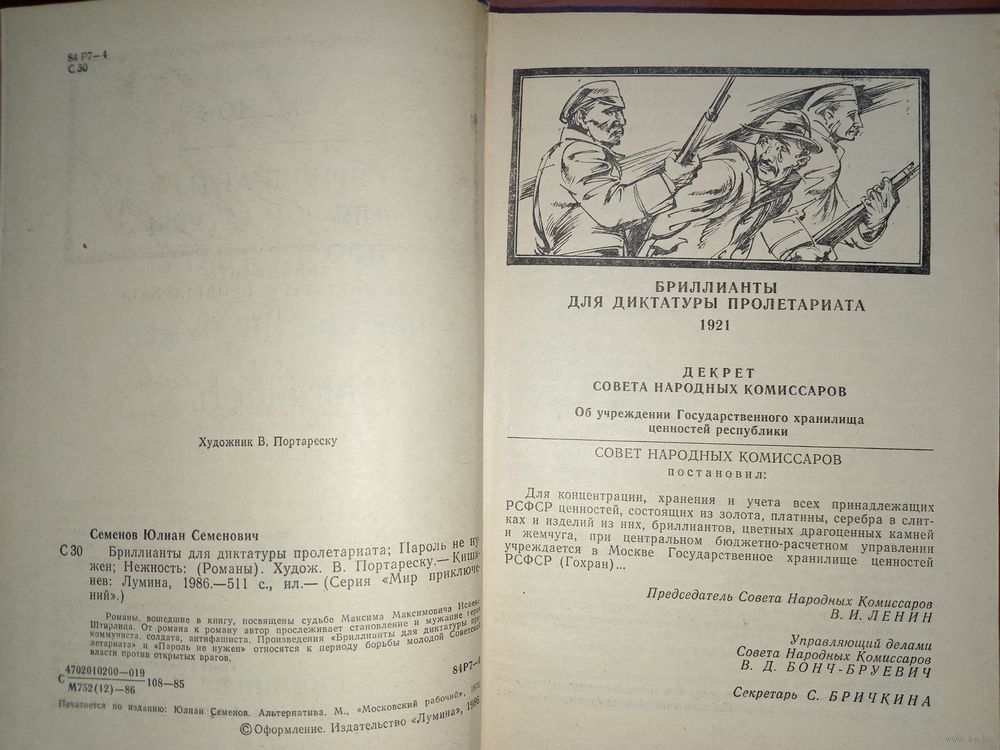 84 Р7—4
С 30
Художник В. Портареску
Семенов Юлиан Семенович
С 30 Бриллианты для диктатуры пролетариата; Пароль не ну-
жен; Нежность: (Романы). Худож. В. Портареску.— Киши-
нев: Лумина, 1986.—511 с., ил.— (Серия «Мир приключе-
ний».)
Романы, вошедшие в книгу, посвящены судьбе Максима Максимовича Исаева-
Штирлица. От романа к роману автор прослеживает становление и мужание героя
коммуниста, солдата, антифашиста. Произведения «Бриллианты для диктатуры про-
летариата» и «Пароль не нужен» относятся к периоду борьбы молодой Советской
власти против открытых врагов.
С 4702010200—019
М752(12)—86 108—85
84Р7—4
Печатается по изданию: Юлиан Семенов. Альтернатива. М., «Московский рабочий»,
© Оформление. Издательство «Лумина», 1986
БРИЛЛИАНТЫ
ДЛЯ ДИКТАТУРЫ ПРОЛЕТАРИАТА
1921
ДЕКРЕТ
СОВЕТА НАРОДНЫХ КОМИССАРОВ
Об учреждении Государственного хранилища
ценностей республики
СОВЕТ НАРОДНЫХ КОМИССАРОВ
постановил:
Для концентрации, хранения и учета всех принадлежащих
РСФСР ценностей, состоящих из золота, платины, серебра в слит-
ках и изделий из них, бриллиантов, цветных драгоценных камней
и жемчуга, при центральном бюджетно-расчетном управлении
учреждается в Москве Государственное хранилище ценностей
РСФСР (Гохран)...
Председатель Совета Народных Комиссаров
В. И. ЛЕНИН
Управляющий делами
Совета Народных Комиссаров
В. Д. БОНЧ-БРУЕВИЧ
Секретарь С. БРИЧКИНА
www.ay.by